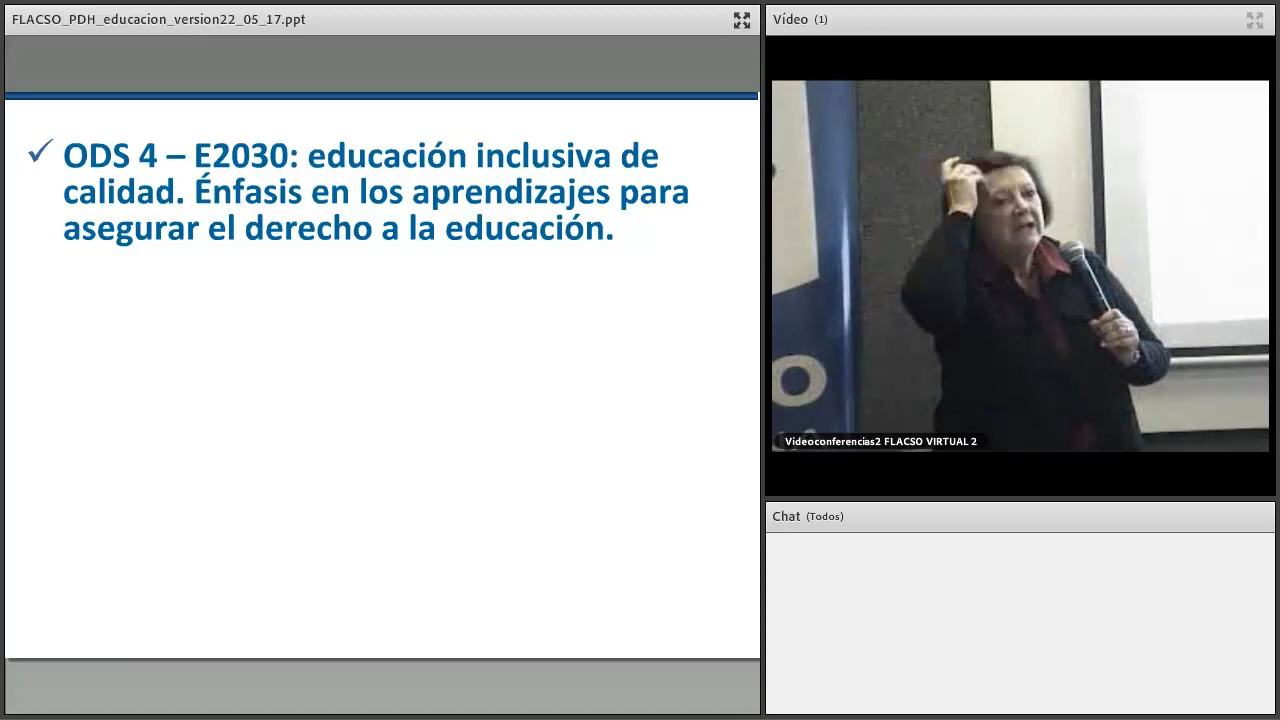 FLACSO_PDH_educacion_version22_05_17.ppt
✓ ODS 4 – E2030: educación inclusiva de
calidad. Énfasis en los aprendizajes para
asegurar el derecho a la educación.
Vídeo (1)
O
Videoconferencias2 FLACSO VIRTUAL 2
Chat (Todos)